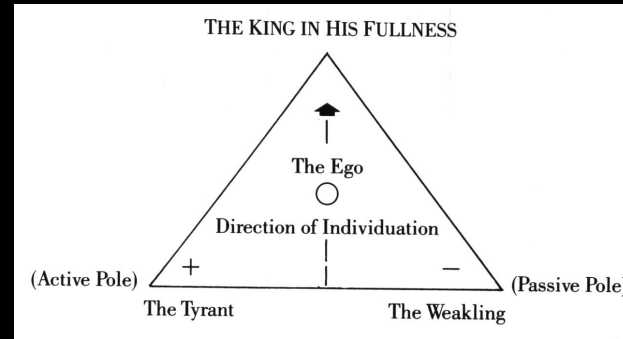 THE KING IN HIS FULLNESS
The Ego
Direction of Individuation
+ −
(Active Pole) (Passive Pole)
The Tyrant The Weakling